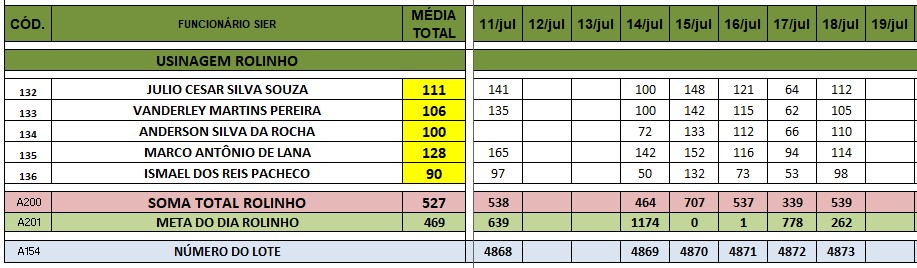 CÓD. FUNCIONÁRIO SIER MÉDIA TOTAL 11/jul 12/jul 13/jul 14/jul 15/jul 16/jul 17/jul 18/jul 19/jul
USINAGEM ROLINHO
132 JULIO CESAR SILVA SOUZA 111 141 100 148 121 64 112
133 VANDERLEY MARTINS PEREIRA 106 135 100 142 115 62 105
134 ANDERSON SILVA DA ROCHA 100 72 133 112 66 110
135 MARCO ANTÔNIO DE LANA 128 165 142 152 116 94 114
136 ISMAEL DOS REIS PACHECO 90 97 50 132 73 53 98
A200 SOMA TOTAL ROLINHO 527 538 464 707 537 339 539
A201 META DO DIA ROLINHO 469 639 1174 0 1 778 262
A154 NÚMERO DO LOTE 4868 4869 4870 4871 4872 4873